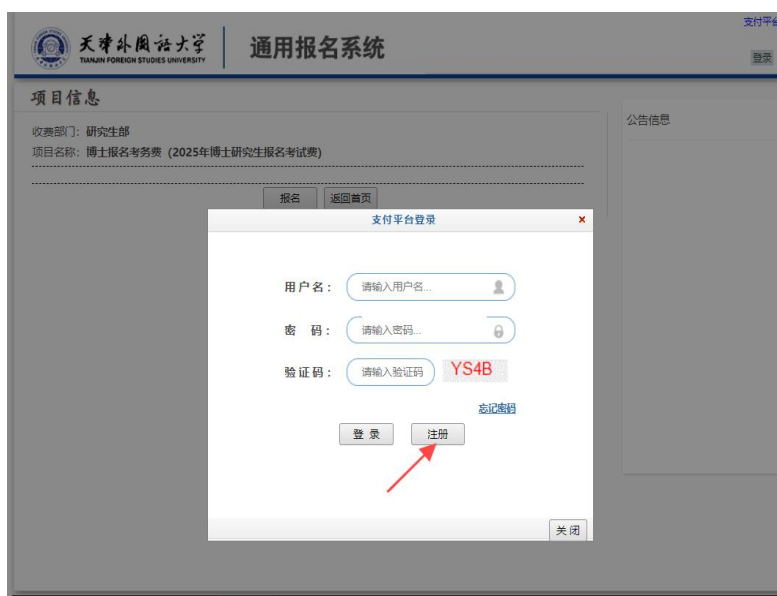 支付平台
天津外国语大学
TIANJIN FOREIGN STUDIES UNIVERSITY
通用报名系统
登录
项目信息
公告信息
收费部门：研究生部
项目名称：博士报名考务费（2025年博士研究生报名考试费)
报名 返回首页
支付平台登录 ×
用户名： 请输入用户名...
密 码： 请输入密码...
验证码： 请输入验证码 YS4B
忘记密码
登 录 注册
关 闭